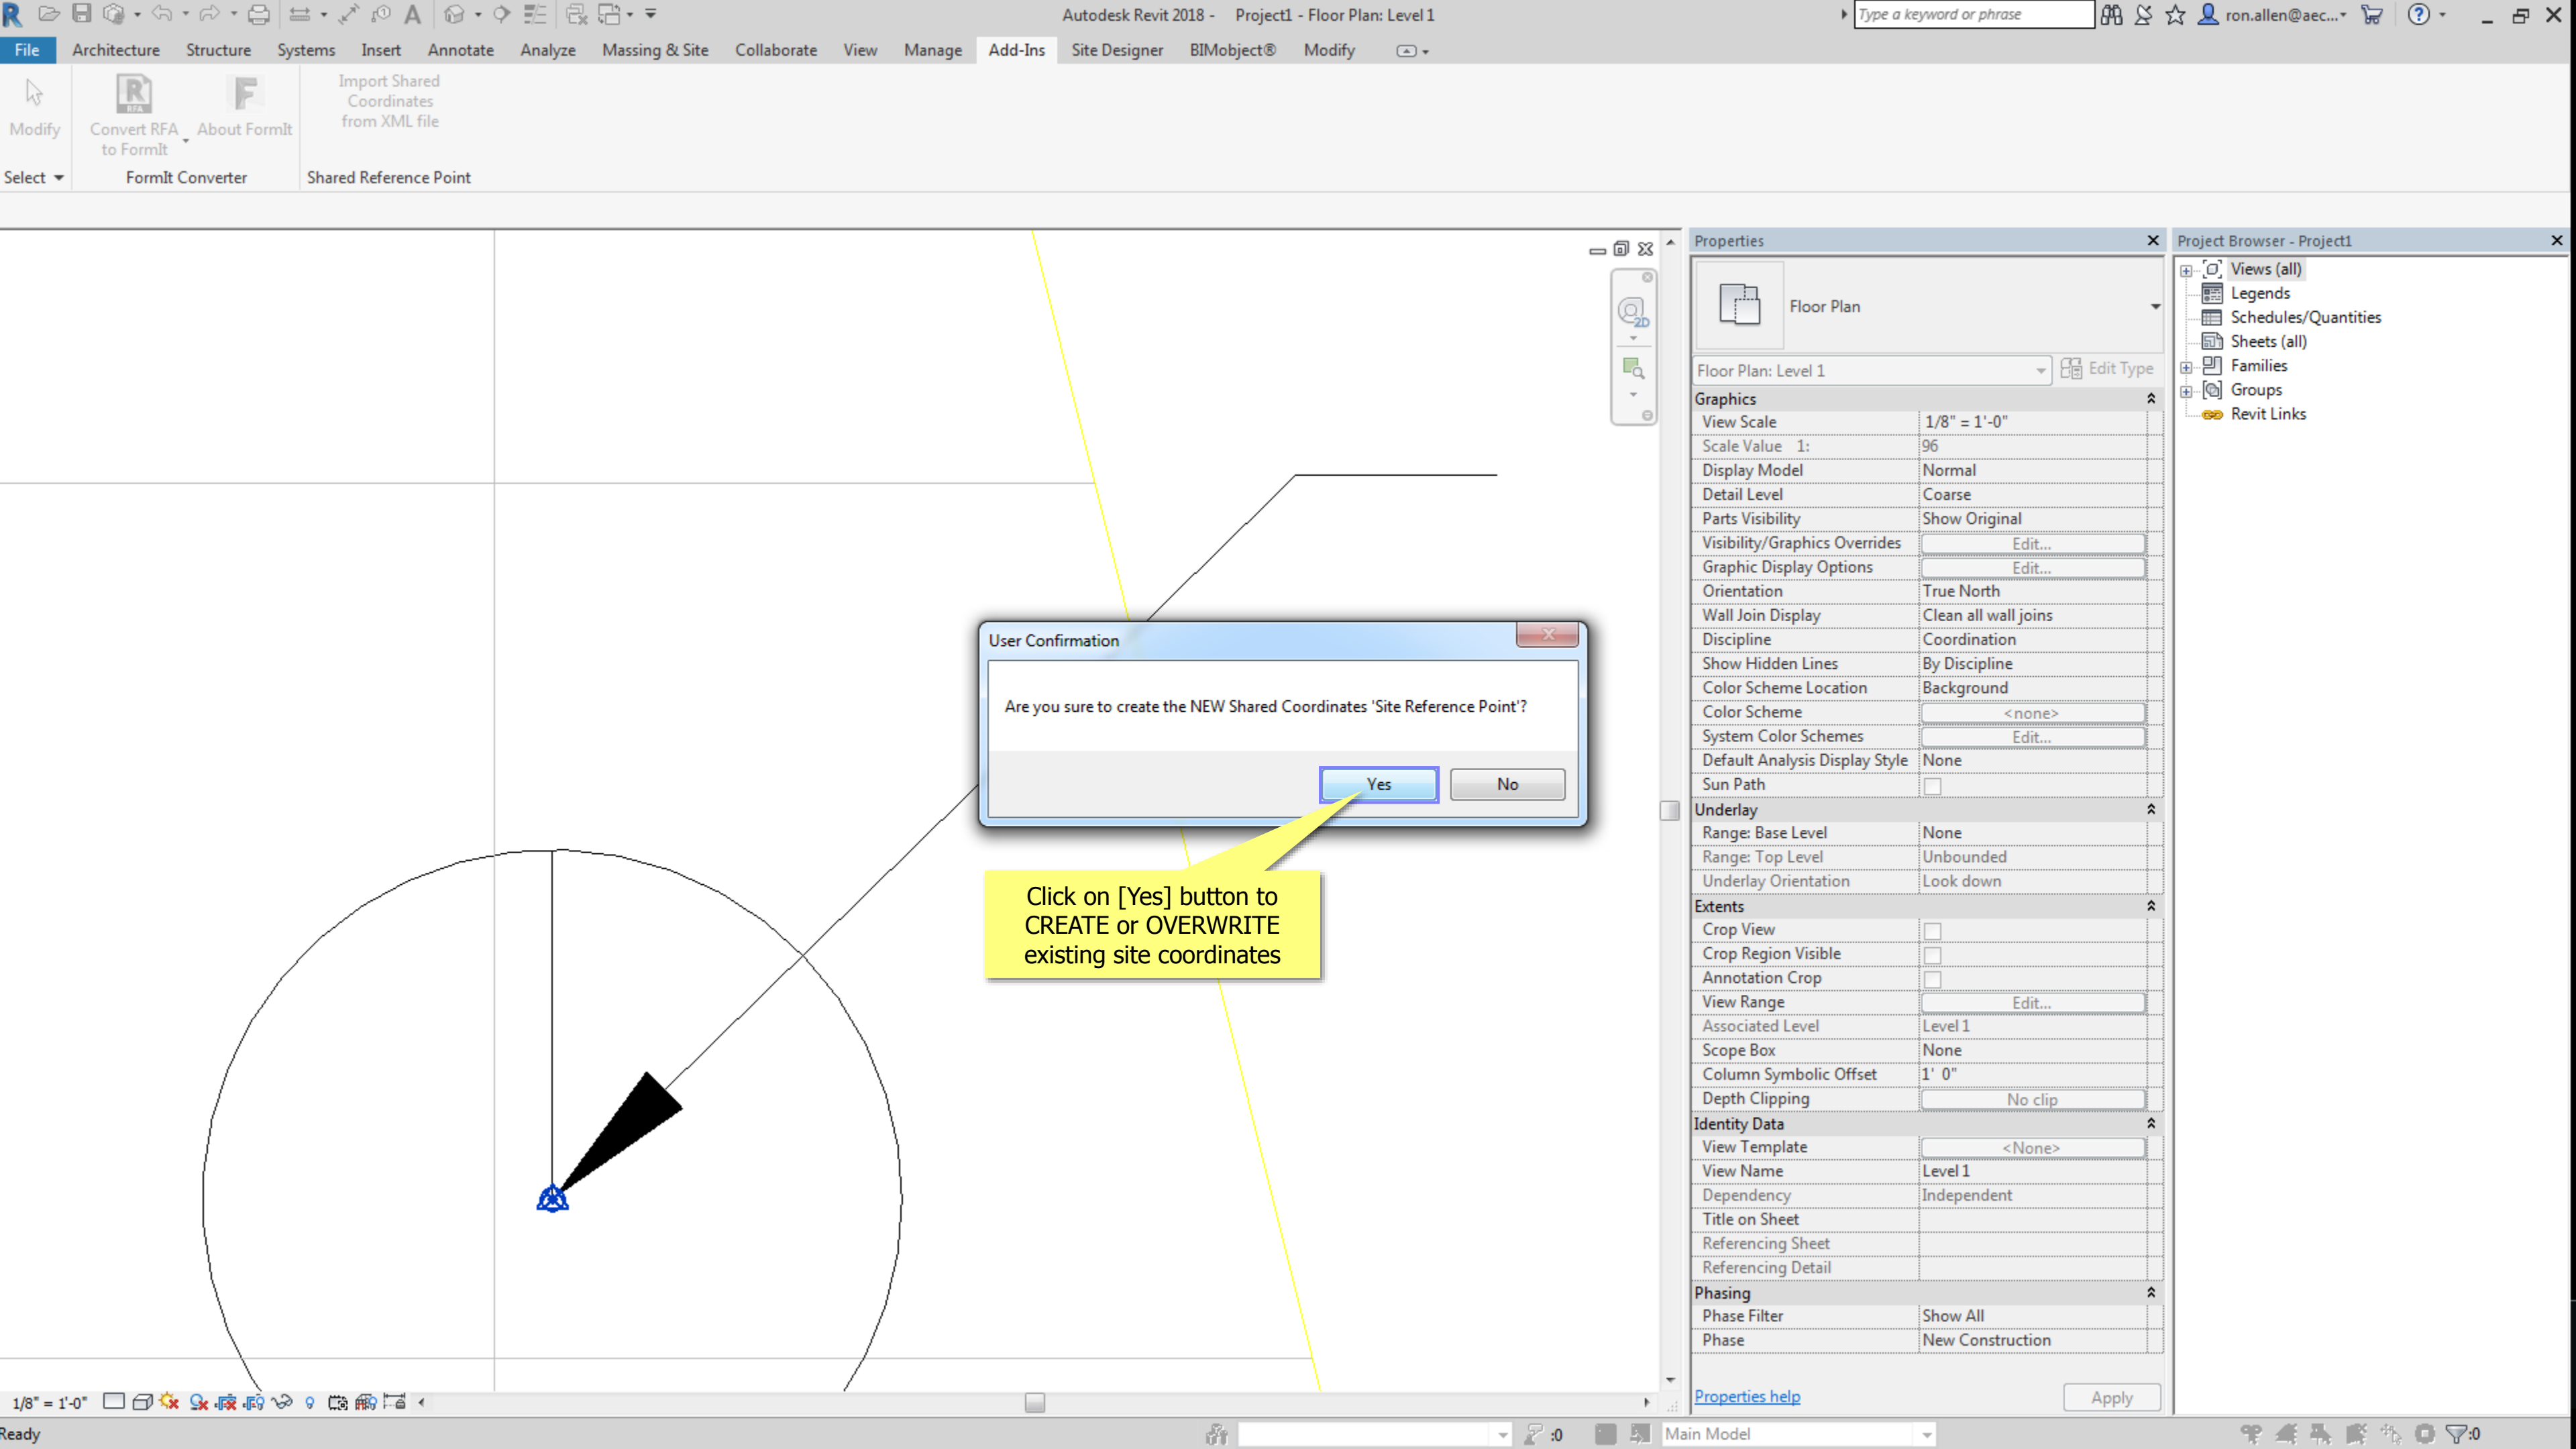 Autodesk Revit 2018 - Project1 - Floor Plan: Level 1
Type a keyword or phrase
ron.allen@aec...
File Architecture Structure Systems Insert Annotate Analyze Massing & Site Collaborate View Manage Add-Ins Site Designer BIMobject® Modify
Modify
Convert RFA
to FormIt
RFA
About FormIt
Import Shared
Coordinates
from XML file
Select
FormIt Converter
Shared Reference Point
2D
User Confirmation
Are you sure to create the NEW Shared Coordinates 'Site Reference Point'?
Yes
No
Click on [Yes] button to
CREATE or OVERWRITE
existing site coordinates
Properties
Floor Plan
Floor Plan: Level 1
Edit Type
Graphics
View Scale 1/8" = 1'-0"
Scale Value 1: 96
Display Model Normal
Detail Level Coarse
Parts Visibility Show Original
Visibility/Graphics Overrides Edit...
Graphic Display Options Edit...
Orientation True North
Wall Join Display Clean all wall joins
Discipline Coordination
Show Hidden Lines By Discipline
Color Scheme Location Background
Color Scheme <none>
System Color Schemes Edit...
Default Analysis Display Style None
Sun Path
Underlay
Range: Base Level None
Range: Top Level Unbounded
Underlay Orientation Look down
Extents
Crop View
Crop Region Visible
Annotation Crop
View Range Edit...
Associated Level Level 1
Scope Box None
Column Symbolic Offset 1' 0"
Depth Clipping No clip
Identity Data
View Template <None>
View Name Level 1
Dependency Independent
Title on Sheet
Referencing Sheet
Referencing Detail
Phasing
Phase Filter Show All
Phase New Construction
Properties help
Apply
Project Browser - Project1
Views (all)
Legends
Schedules/Quantities
Sheets (all)
Families
Groups
Revit Links
1/8" = 1'-0"
Ready
:0
Main Model
:0